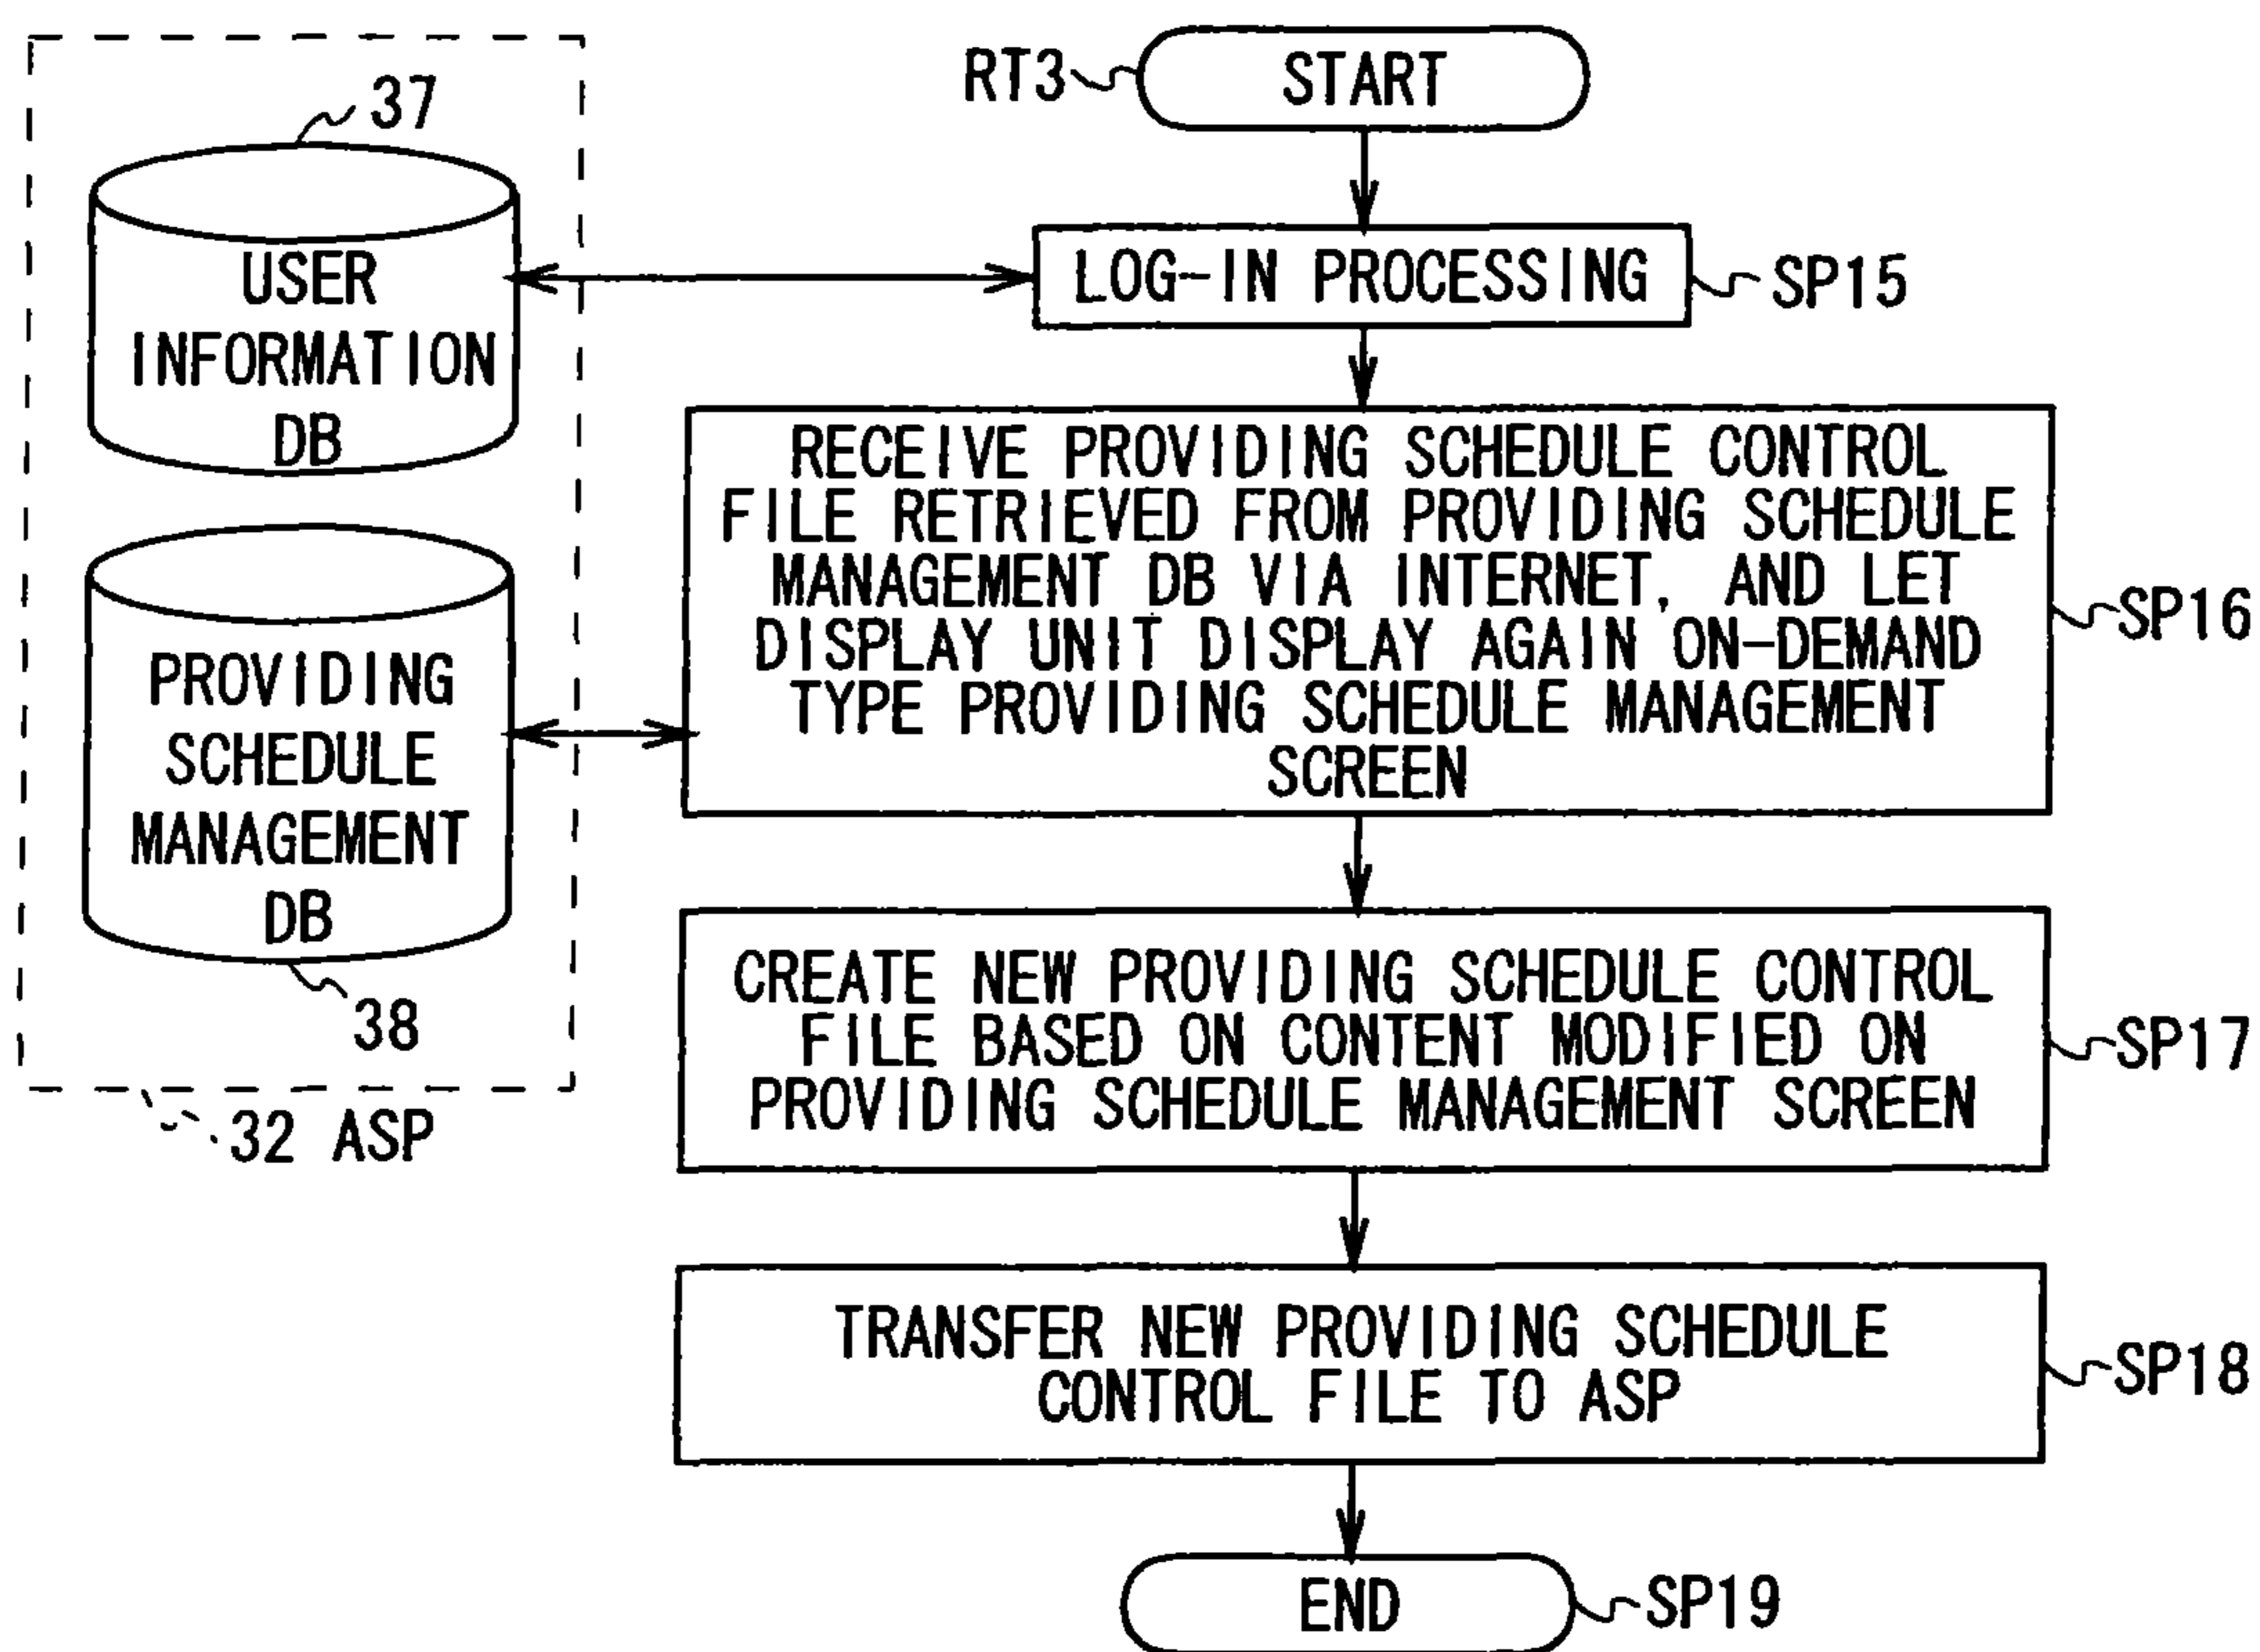 37
USER
INFORMATION
DB
PROVIDING
SCHEDULE
MANAGEMENT
DB
38
32 ASP
RT3
START
LOG-IN PROCESSING
SP15
RECEIVE PROVIDING SCHEDULE CONTROL
FILE RETRIEVED FROM PROVIDING SCHEDULE
MANAGEMENT DB VIA INTERNET, AND LET
DISPLAY UNIT DISPLAY AGAIN ON-DEMAND
TYPE PROVIDING SCHEDULE MANAGEMENT
SCREEN
SP16
CREATE NEW PROVIDING SCHEDULE CONTROL
FILE BASED ON CONTENT MODIFIED ON
PROVIDING SCHEDULE MANAGEMENT SCREEN
SP17
TRANSFER NEW PROVIDING SCHEDULE
CONTROL FILE TO ASP
SP18
END
SP19